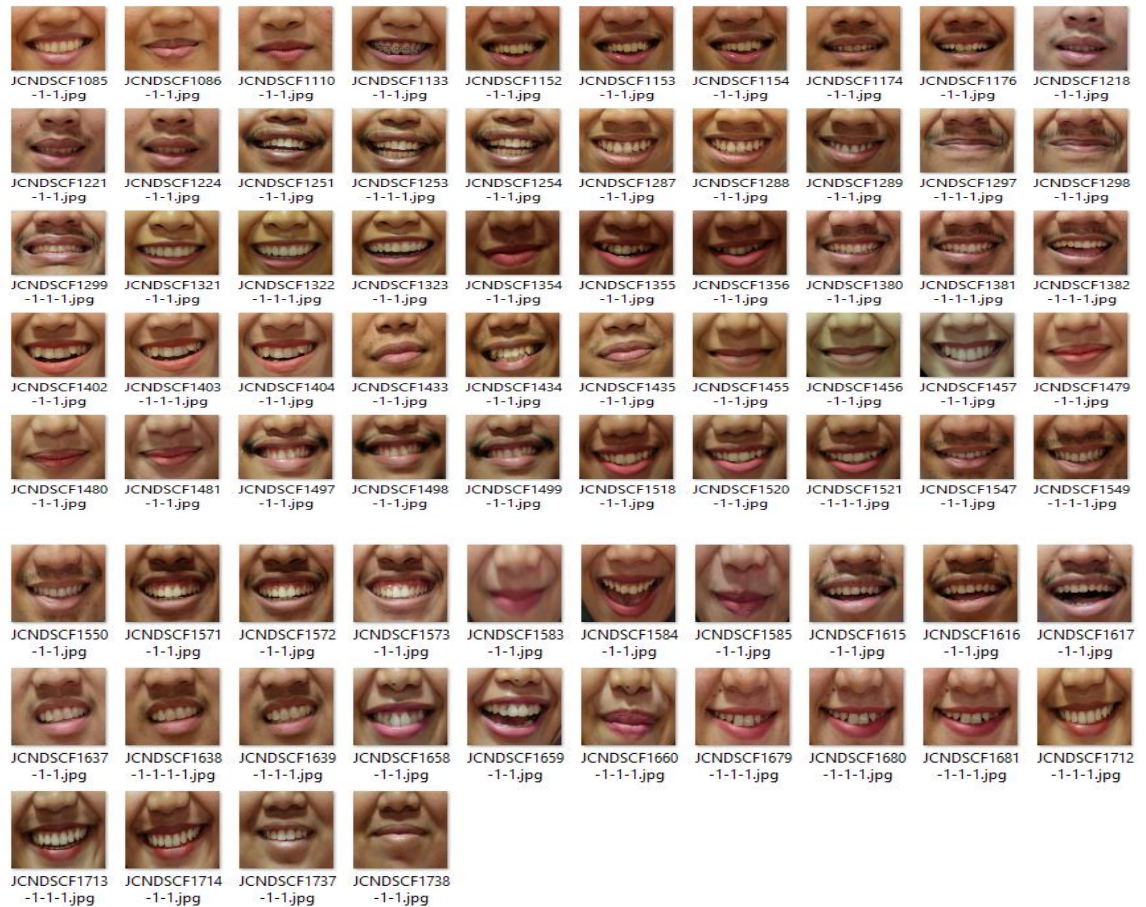 JCNDSCF1085 JCNDSCF1086 JCNDSCF1110 JCNDSCF1133 JCNDSCF1152 JCNDSCF1153 JCNDSCF1154 JCNDSCF1174 JCNDSCF1176 JCNDSCF1218
-1-1.jpg -1-1.jpg -1-1.jpg -1-1.jpg -1-1.jpg -1-1.jpg -1-1.jpg -1-1.jpg -1-1.jpg -1-1.jpg
JCNDSCF1221 JCNDSCF1224 JCNDSCF1251 JCNDSCF1253 JCNDSCF1254 JCNDSCF1287 JCNDSCF1288 JCNDSCF1289 JCNDSCF1297 JCNDSCF1298
-1-1.jpg -1-1.jpg -1-1.jpg -1-1-1.jpg -1-1.jpg -1-1.jpg -1-1.jpg -1-1.jpg -1-1.jpg -1-1.jpg
JCNDSCF1299 JCNDSCF1321 JCNDSCF1322 JCNDSCF1323 JCNDSCF1354 JCNDSCF1355 JCNDSCF1356 JCNDSCF1380 JCNDSCF1381 JCNDSCF1382
-1-1-1.jpg -1-1.jpg -1-1-1.jpg -1-1.jpg -1-1.jpg -1-1.jpg -1-1.jpg -1-1.jpg -1-1-1.jpg -1-1.jpg
JCNDSCF1402 JCNDSCF1403 JCNDSCF1404 JCNDSCF1433 JCNDSCF1434 JCNDSCF1435 JCNDSCF1455 JCNDSCF1456 JCNDSCF1457 JCNDSCF1479
-1-1.jpg -1-1-1.jpg -1-1.jpg -1-1.jpg -1-1.jpg -1-1.jpg -1-1.jpg -1-1.jpg -1-1.jpg -1-1.jpg
JCNDSCF1480 JCNDSCF1481 JCNDSCF1497 JCNDSCF1498 JCNDSCF1499 JCNDSCF1518 JCNDSCF1520 JCNDSCF1521 JCNDSCF1547 JCNDSCF1549
-1-1.jpg -1-1.jpg -1-1-1.jpg -1-1.jpg -1-1.jpg -1-1.jpg -1-1.jpg -1-1-1.jpg -1-1.jpg -1-1-1.jpg
JCNDSCF1550 JCNDSCF1571 JCNDSCF1572 JCNDSCF1573 JCNDSCF1583 JCNDSCF1584 JCNDSCF1585 JCNDSCF1615 JCNDSCF1616 JCNDSCF1617
-1-1.jpg -1-1-1.jpg -1-1.jpg -1-1-1.jpg -1-1.jpg -1-1.jpg -1-1.jpg -1-1-1.jpg -1-1.jpg -1-1-1.jpg
JCNDSCF1637 JCNDSCF1638 JCNDSCF1639 JCNDSCF1658 JCNDSCF1659 JCNDSCF1660 JCNDSCF1679 JCNDSCF1680 JCNDSCF1681 JCNDSCF1712
-1-1.jpg -1-1-1-1.jpg -1-1-1.jpg -1-1.jpg -1-1.jpg -1-1-1.jpg -1-1-1.jpg -1-1-1.jpg -1-1-1.jpg -1-1-1.jpg
JCNDSCF1713 JCNDSCF1714 JCNDSCF1737 JCNDSCF1738
-1-1-1.jpg -1-1-1.jpg -1-1-1.jpg -1-1.jpg